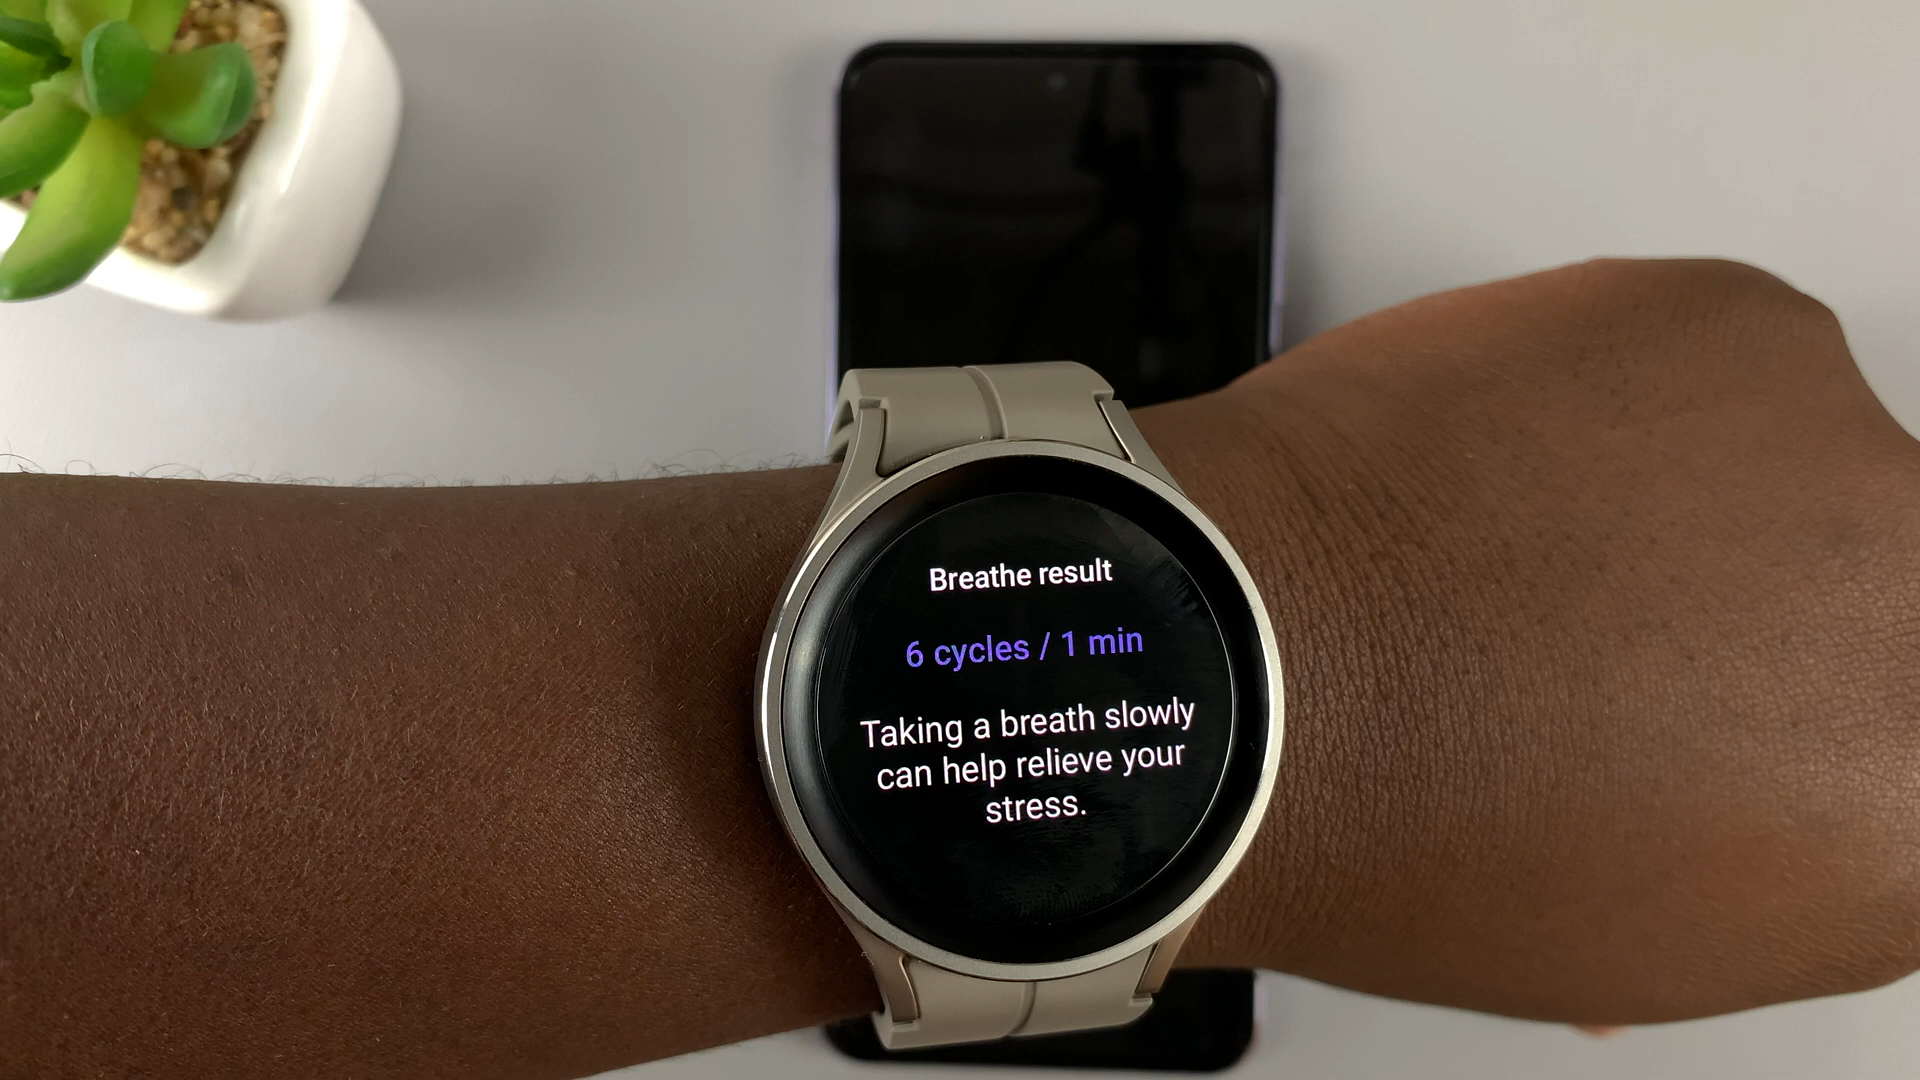 Breathe result
6 cycles / 1 min
Taking a breath slowly
can help relieve your
stress.